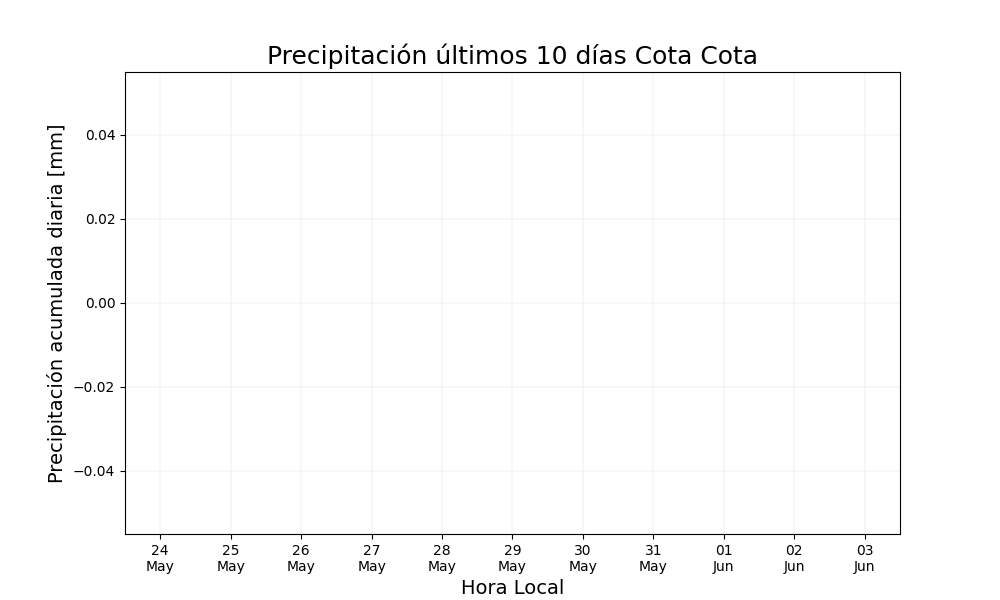 Precipitación últimos 10 días Cota Cota
Precipitación acumulada diaria [mm]
0.04
0.02
0.00
−0.02
−0.04
24 25 26 27 28 29 30 31 01 02 03
May May May May May May May May Jun Jun Jun
Hora Local